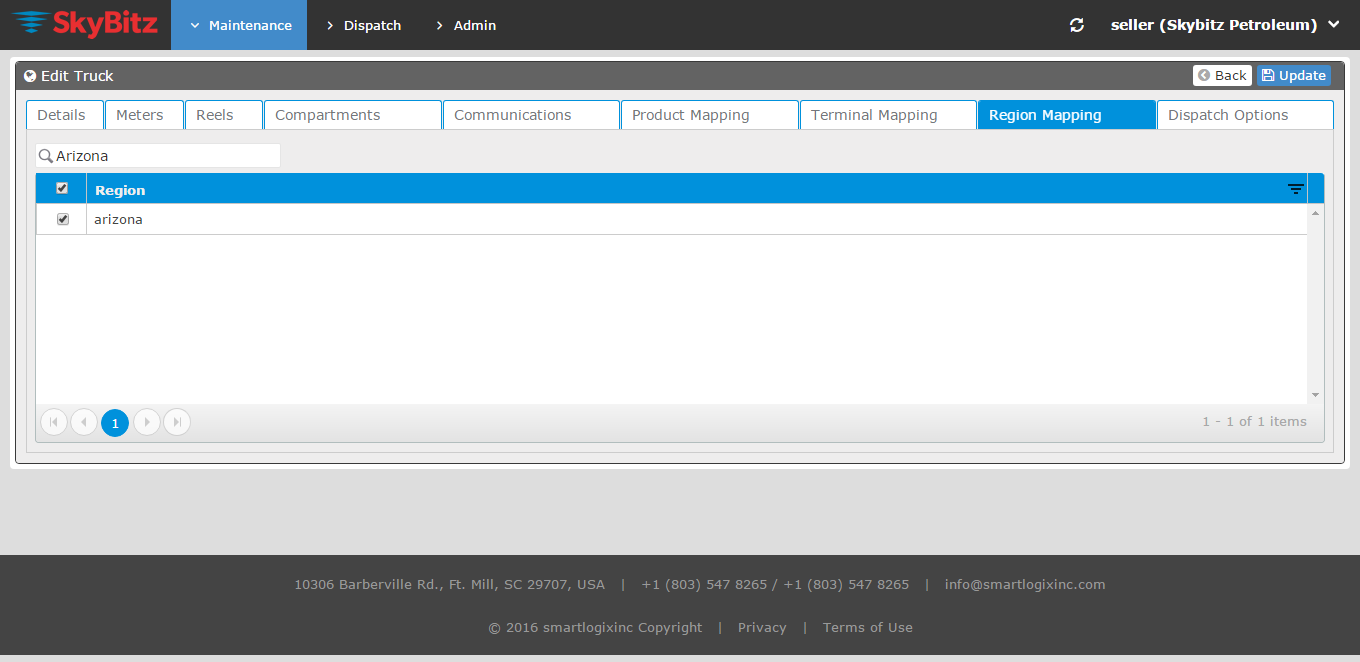 SkyBitz Maintenance Dispatch Admin seller (Skybitz Petroleum)
Edit Truck Back Update
Details Meters Reels Compartments Communications Product Mapping Terminal Mapping Region Mapping Dispatch Options
Arizona
Region
arizona
1 1 - 1 of 1 items
10306 Barberville Rd., Ft. Mill, SC 29707, USA | +1 (803) 547 8265 / +1 (803) 547 8265 | info@smartlogixinc.com
© 2016 smartlogixinc Copyright | Privacy | Terms of Use